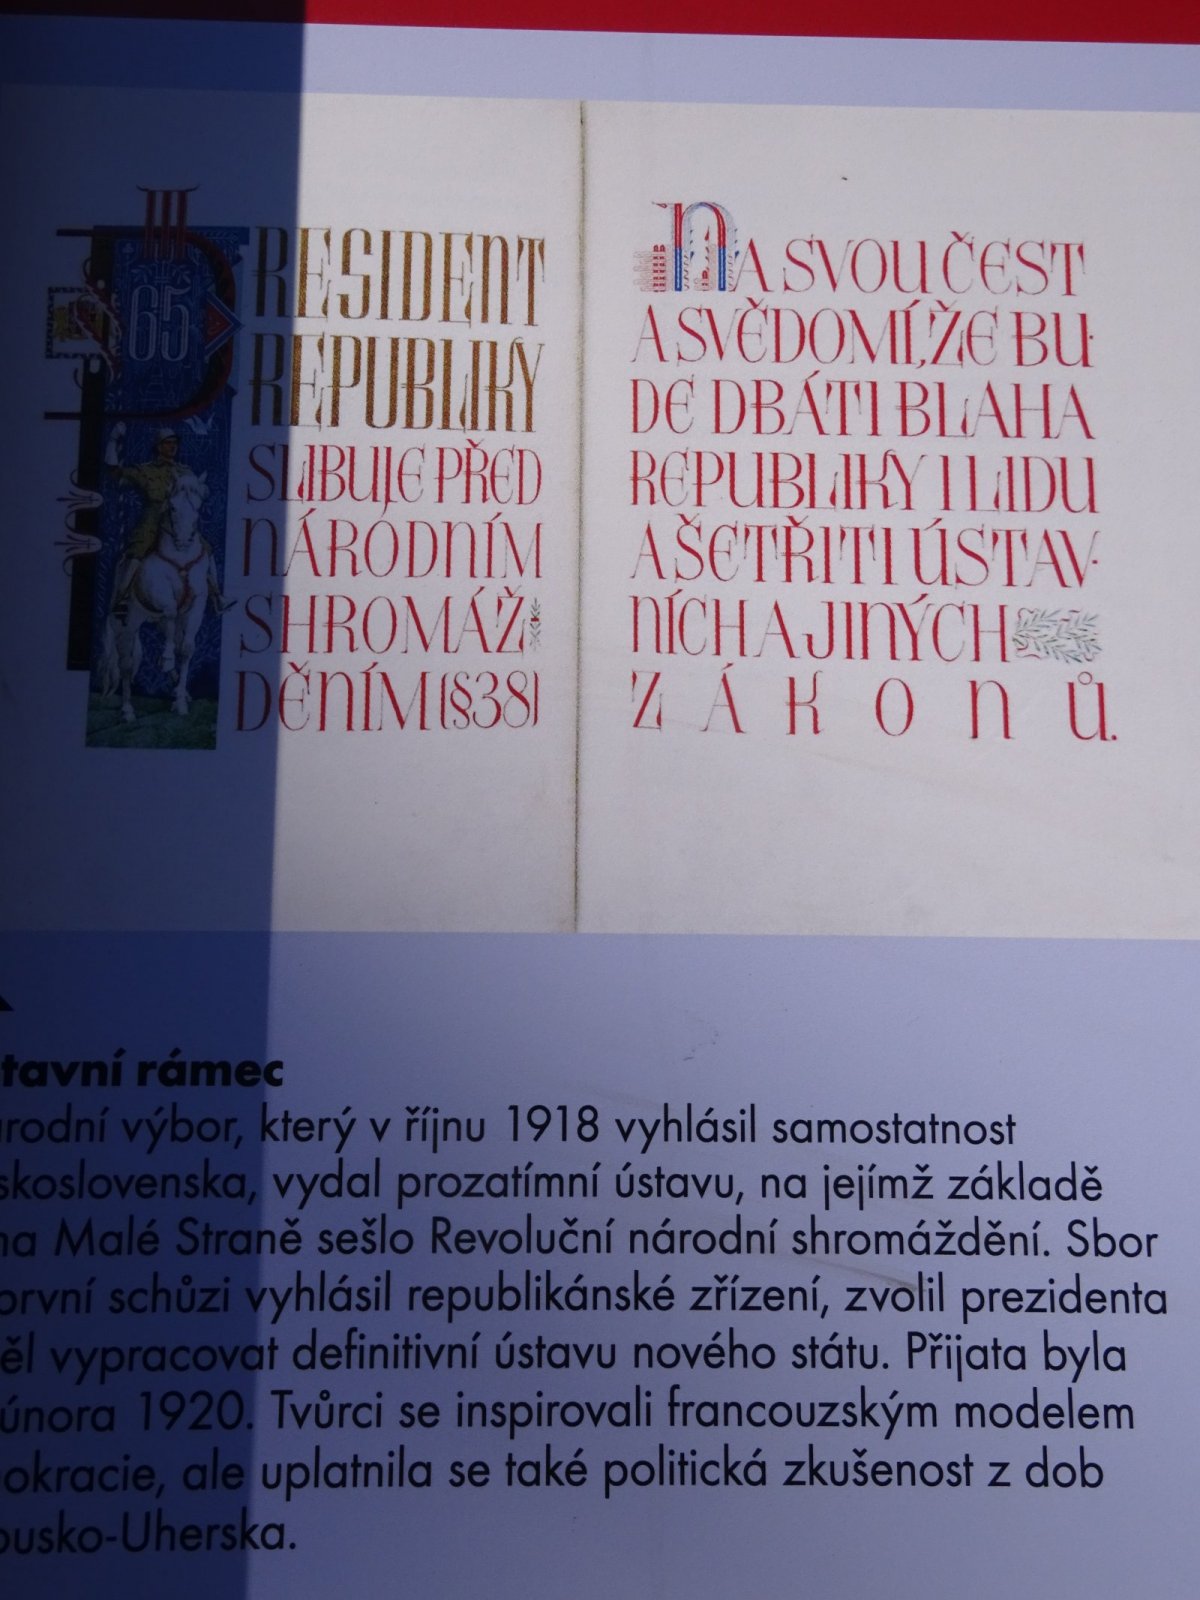 65
PRESIDENT
REPUBLIKY
SLIBUJE PŘED
NÁRODNÍM
SHROMÁŽ
DĚNÍM (§38)
NA SVOU ČEST
A SVĚDOMÍ, ŽE BU-
DE DBÁTI BLAHA
REPUBLIKY I LIDU
A ŠETŘITI ÚSTAV-
NÍCH A JINÝCH
ZÁKONŮ.
tavní rámec
rodní výbor, který v říjnu 1918 vyhlásil samostatnost
skoslovenska, vydal prozatímní ústavu, na jejímž základě
na Malé Straně sešlo Revoluční národní shromáždění. Sbor
první schůzi vyhlásil republikánské zřízení, zvolil prezidenta
ěl vypracovat definitivní ústavu nového státu. Přijata byla
února 1920. Tvůrci se inspirovali francouzským modelem
okracie, ale uplatnila se také politická zkušenost z dob
ousko-Uherska.